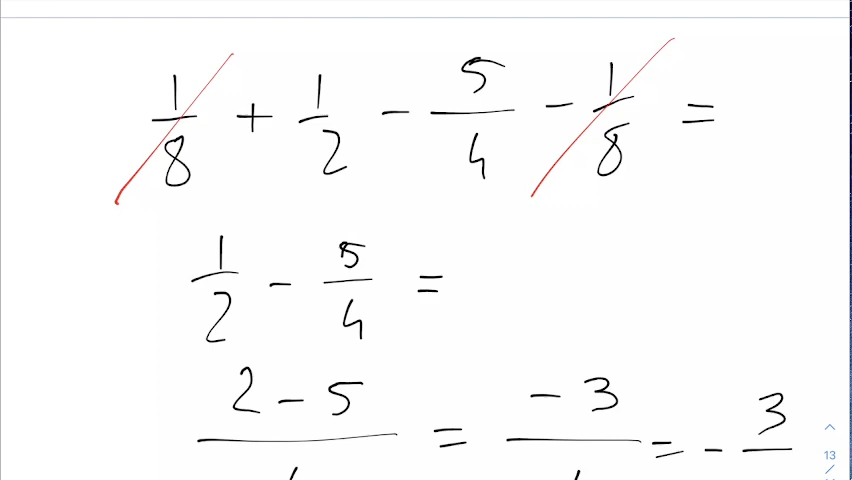 1/8 + 1/2 - 5/4 - 1/8 =
1/2 - 5/4 =
2 - 5 / 4 = - 3 / 4 = - 3
13
/